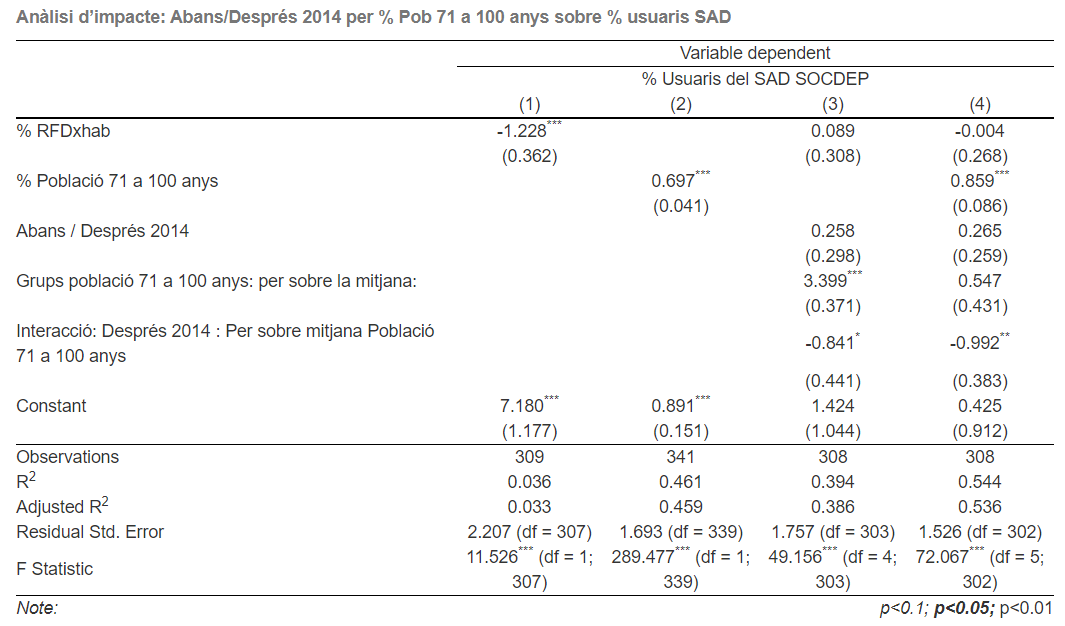 Anàlisi d’impacte: Abans/Després 2014 per % Pob 71 a 100 anys sobre % usuaris SAD
Variable dependent
% Usuaris del SAD SOCDEP
(1) (2) (3) (4)
% RFDxhab -1.228*** 0.089 -0.004
(0.362) (0.308) (0.268)
% Població 71 a 100 anys 0.697*** 0.859***
(0.041) (0.086)
Abans / Després 2014 0.258 0.265
(0.298) (0.259)
Grups població 71 a 100 anys: per sobre la mitjana: 3.399*** 0.547
(0.371) (0.431)
Interacció: Després 2014 : Per sobre mitjana Població
71 a 100 anys -0.841* -0.992**
(0.441) (0.383)
Constant 7.180*** 0.891*** 1.424 0.425
(1.177) (0.151) (1.044) (0.912)
Observations 309 341 308 308
R2 0.036 0.461 0.394 0.544
Adjusted R2 0.033 0.459 0.386 0.536
Residual Std. Error 2.207 (df = 307) 1.693 (df = 339) 1.757 (df = 303) 1.526 (df = 302)
F Statistic 11.526*** (df = 1; 289.477*** (df = 1; 49.156*** (df = 4; 72.067*** (df = 5;
307) 339) 303) 302)
Note: p<0.1; p<0.05; p<0.01